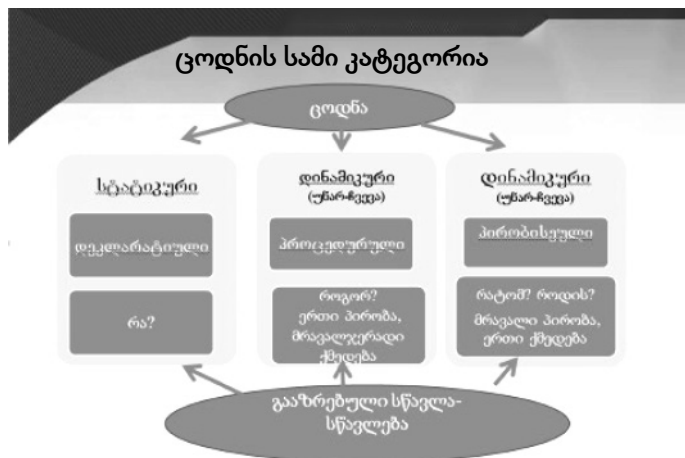 ცოდნის სამი კატეგორია
ცოდნა
სტატიკური
დეკლარატიული
რა?
დინამიკური
(უნარ-ჩვევა)
პროცედურული
როგორ?
ერთი პირობა,
მრავალჯერადი
ქმედება
დინამიკური
(უნარ-ჩვევა)
პირობისეული
რატომ? როდის?
მრავალი პირობა,
ერთი ქმედება
გააზრებული სწავლა-
სწავლება